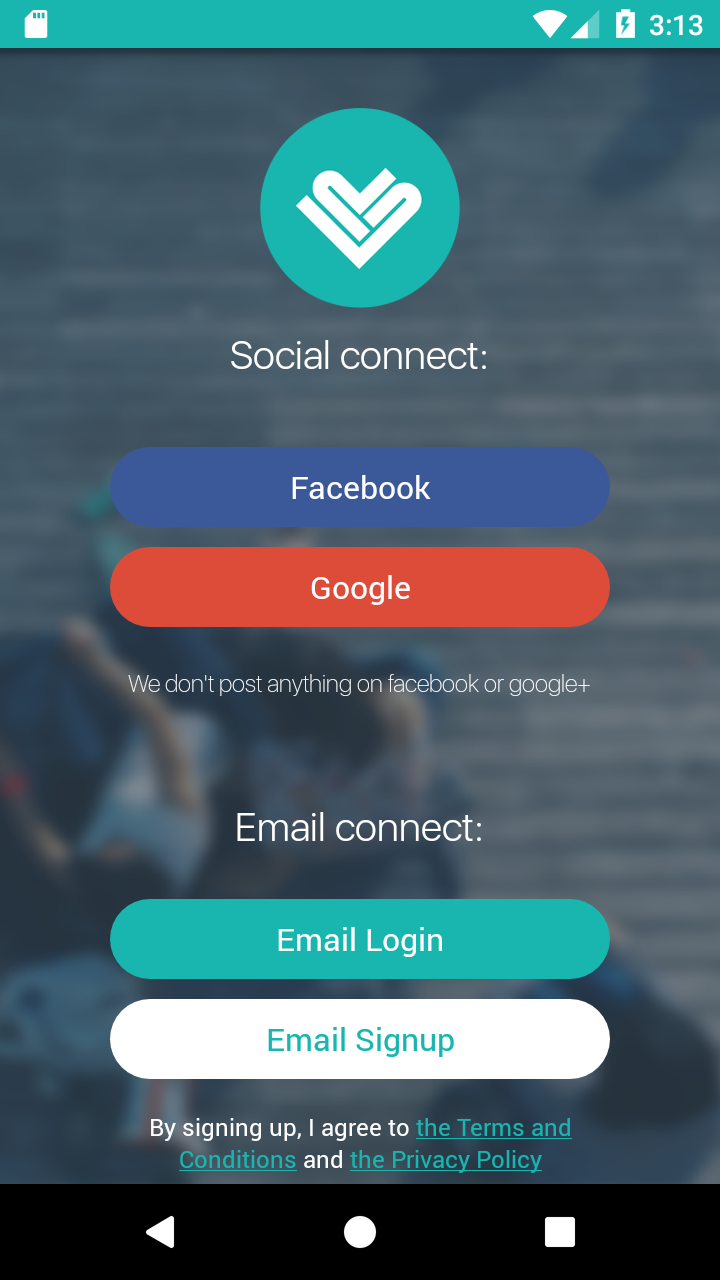 3:13
Social connect:
Facebook
Google
We don't post anything on facebook or google+
Email connect:
Email Login
Email Signup
By signing up, I agree to the Terms and
Conditions and the Privacy Policy